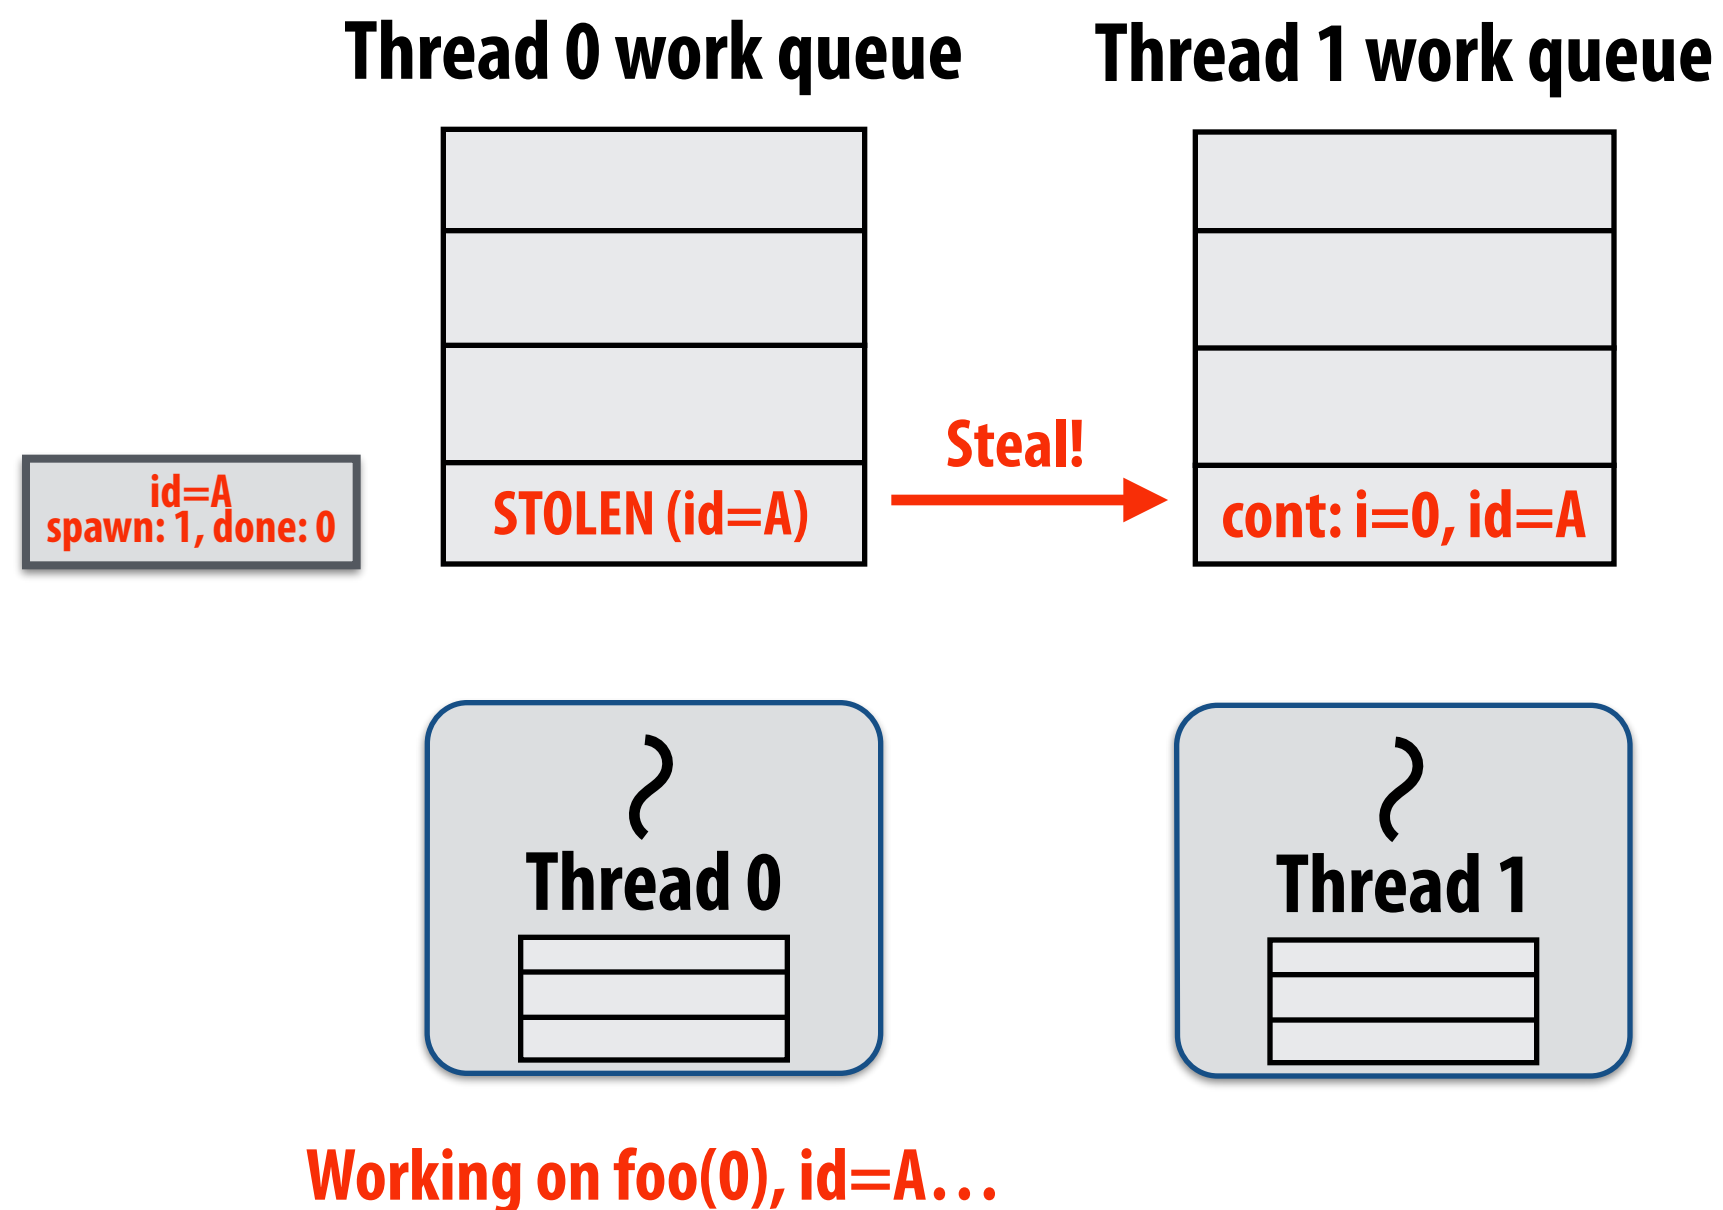 Thread 0 work queue
Thread 1 work queue
Steal!
id=A
spawn: 1, done: 0
STOLEN (id=A)
cont: i=0, id=A
Thread 0
Thread 1
Working on foo(0), id=A…